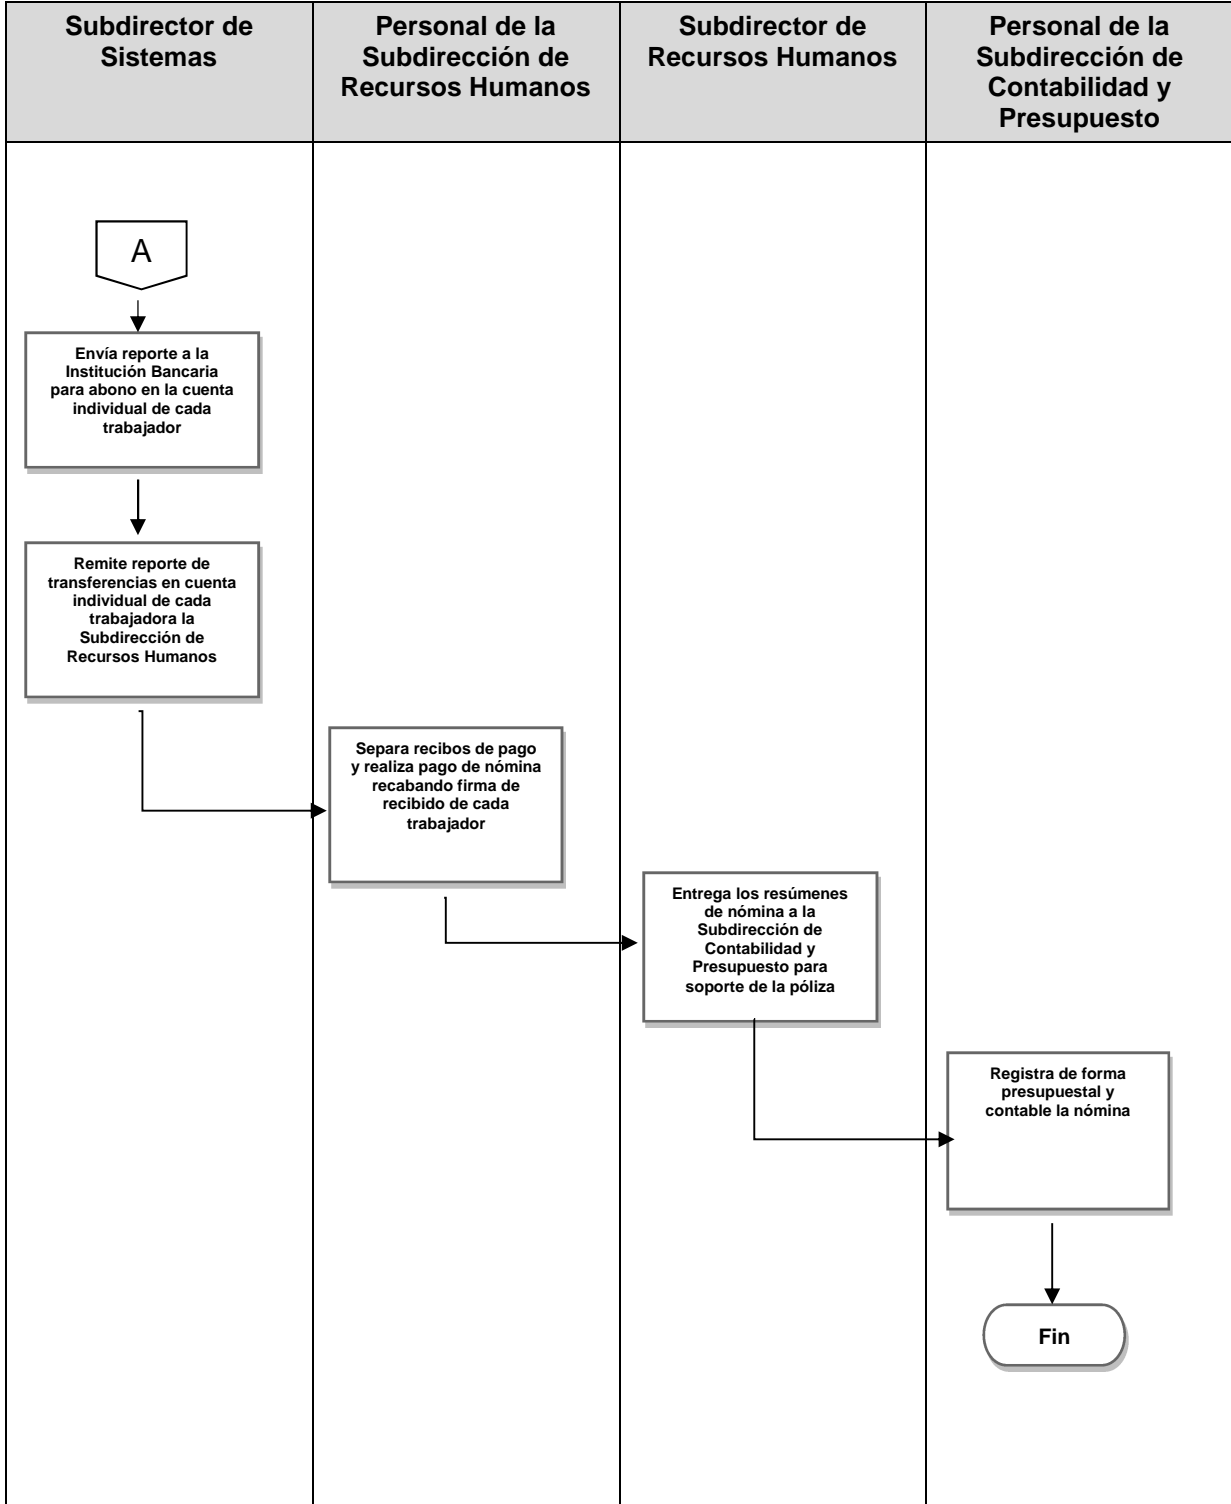 Subdirector de
Sistemas
Personal de la
Subdirección de
Recursos Humanos
Subdirector de
Recursos Humanos
Personal de la
Subdirección de
Contabilidad y
Presupuesto
A
Envía reporte a la
Institución Bancaria
para abono en la cuenta
individual de cada
trabajador
Remite reporte de
transferencias en cuenta
individual de cada
trabajadora la
Subdirección de
Recursos Humanos
Separa recibos de pago
y realiza pago de nómina
recabando firma de
recibido de cada
trabajador
Entrega los resúmenes
de nómina a la
Subdirección de
Contabilidad y
Presupuesto para
soporte de la póliza
Registra de forma
presupuestal y
contable la nómina
Fin